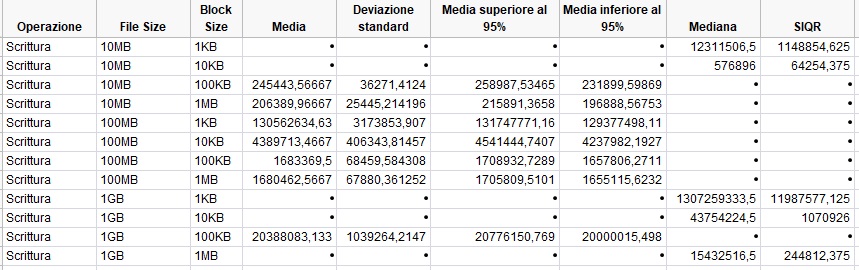 Operazione File Size Block Size Media Deviazione standard Media superiore al 95% Media inferiore al 95% Mediana SIQR
Scrittura 10MB 1KB • • • • 12311506,5 1148854,625
Scrittura 10MB 10KB • • • • 576896 64254,375
Scrittura 10MB 100KB 245443,56667 36271,4124 258987,53465 231899,59869 • •
Scrittura 10MB 1MB 206389,96667 25445,214196 215891,3658 196888,56753 • •
Scrittura 100MB 1KB 130562634,63 3173853,907 131747771,16 129377498,11 • •
Scrittura 100MB 10KB 4389713,4667 406343,81457 4541444,7407 4237982,1927 • •
Scrittura 100MB 100KB 1683369,5 68459,584308 1708932,7289 1657806,2711 • •
Scrittura 100MB 1MB 1680462,5667 67880,361252 1705809,5101 1655115,6232 • •
Scrittura 1GB 1KB • • • • 1307259333,5 11987577,125
Scrittura 1GB 10KB • • • • 43754224,5 1070926
Scrittura 1GB 100KB 20388083,133 1039264,2147 20776150,769 20000015,498 • •
Scrittura 1GB 1MB • • • • 15432516,5 244812,375